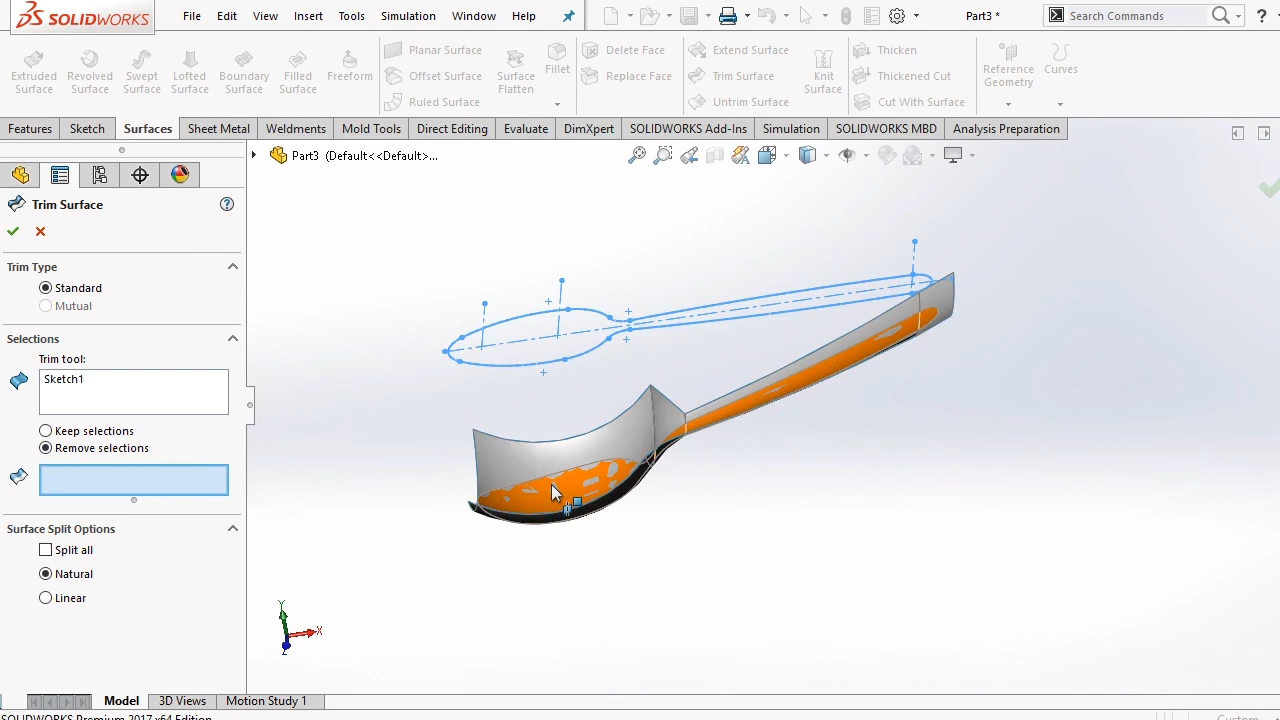 SOLIDWORKS File Edit View Insert Tools Simulation Window Help Part3 * Search Commands ?
Extruded Surface
Revolved Surface
Swept Surface
Lofted Surface
Boundary Surface
Filled Surface
Freeform
Planar Surface
Offset Surface
Ruled Surface
Surface Flatten
Fillet
Delete Face
Replace Face
Extend Surface
Trim Surface
Untrim Surface
Knit Surface
Thicken
Thickened Cut
Cut With Surface
Reference Geometry
Curves
Features Sketch Surfaces Sheet Metal Weldments Mold Tools Direct Editing Evaluate DimXpert SOLIDWORKS Add-Ins Simulation SOLIDWORKS MBD Analysis Preparation
Part3 (Default<<Default>...
Trim Surface ?
Trim Type
Standard
Mutual
Selections
Trim tool:
Sketch1
Keep selections
Remove selections
Surface Split Options
Split all
Natural
Linear
Y
X
Z
Model 3D Views Motion Study 1
SOLIDWORKS Premium 2017 x64 Edition
Custom